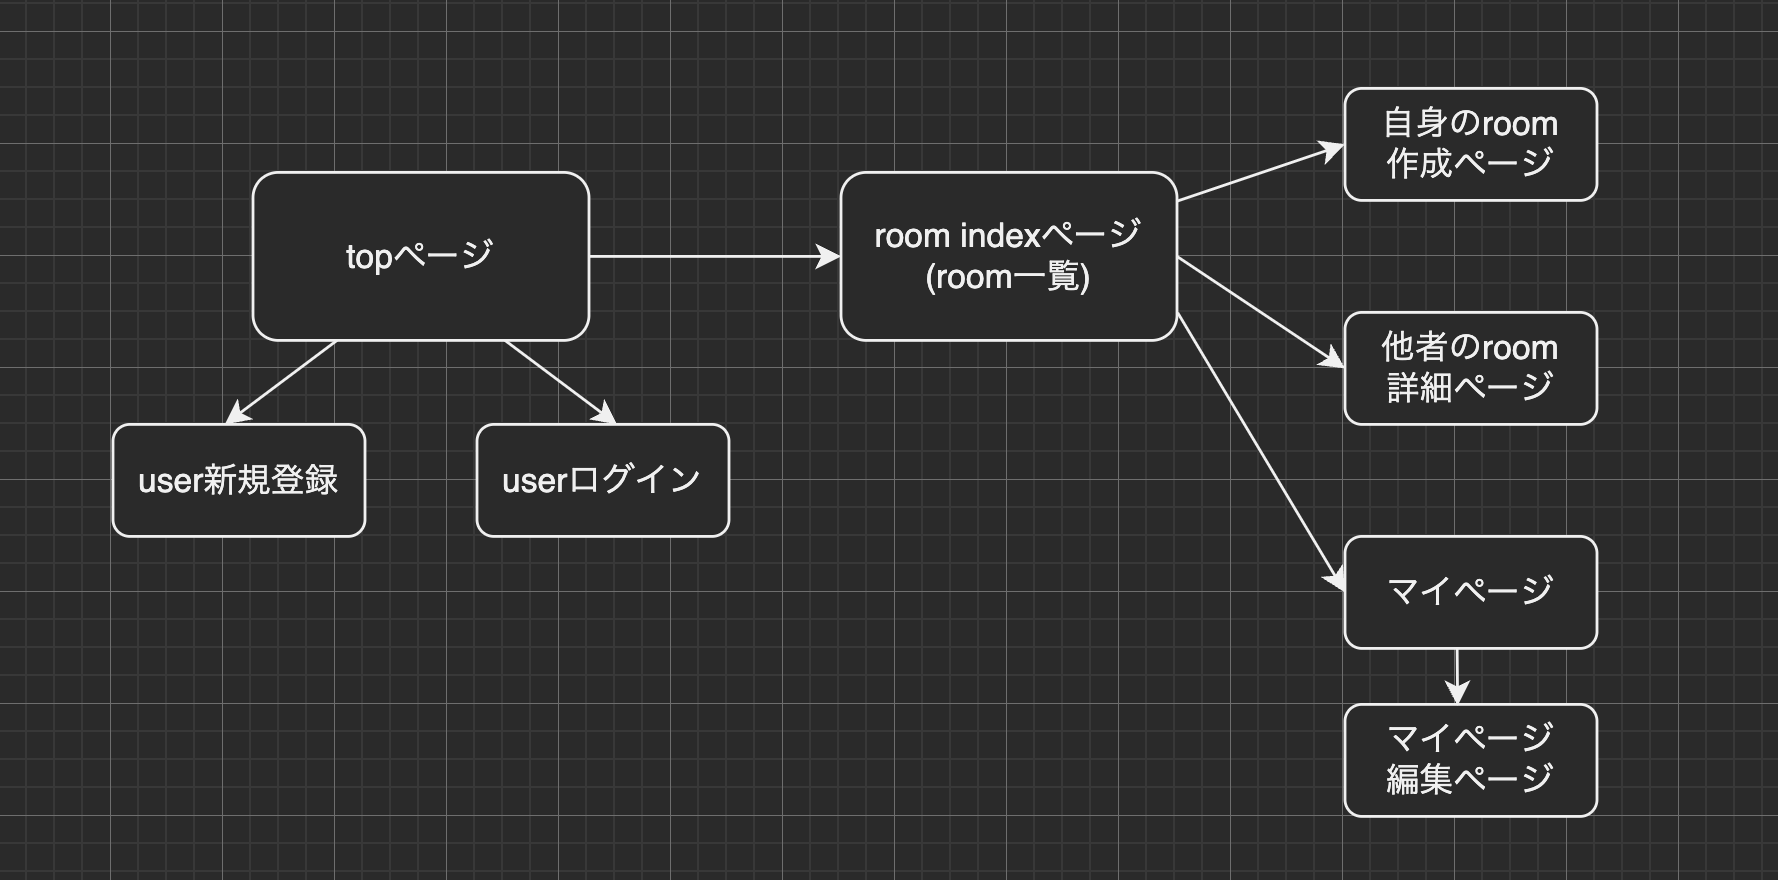 topページ
user新規登録
userログイン
room indexページ
(room一覧)
自身のroom
作成ページ
他者のroom
詳細ページ
マイページ
マイページ
編集ページ